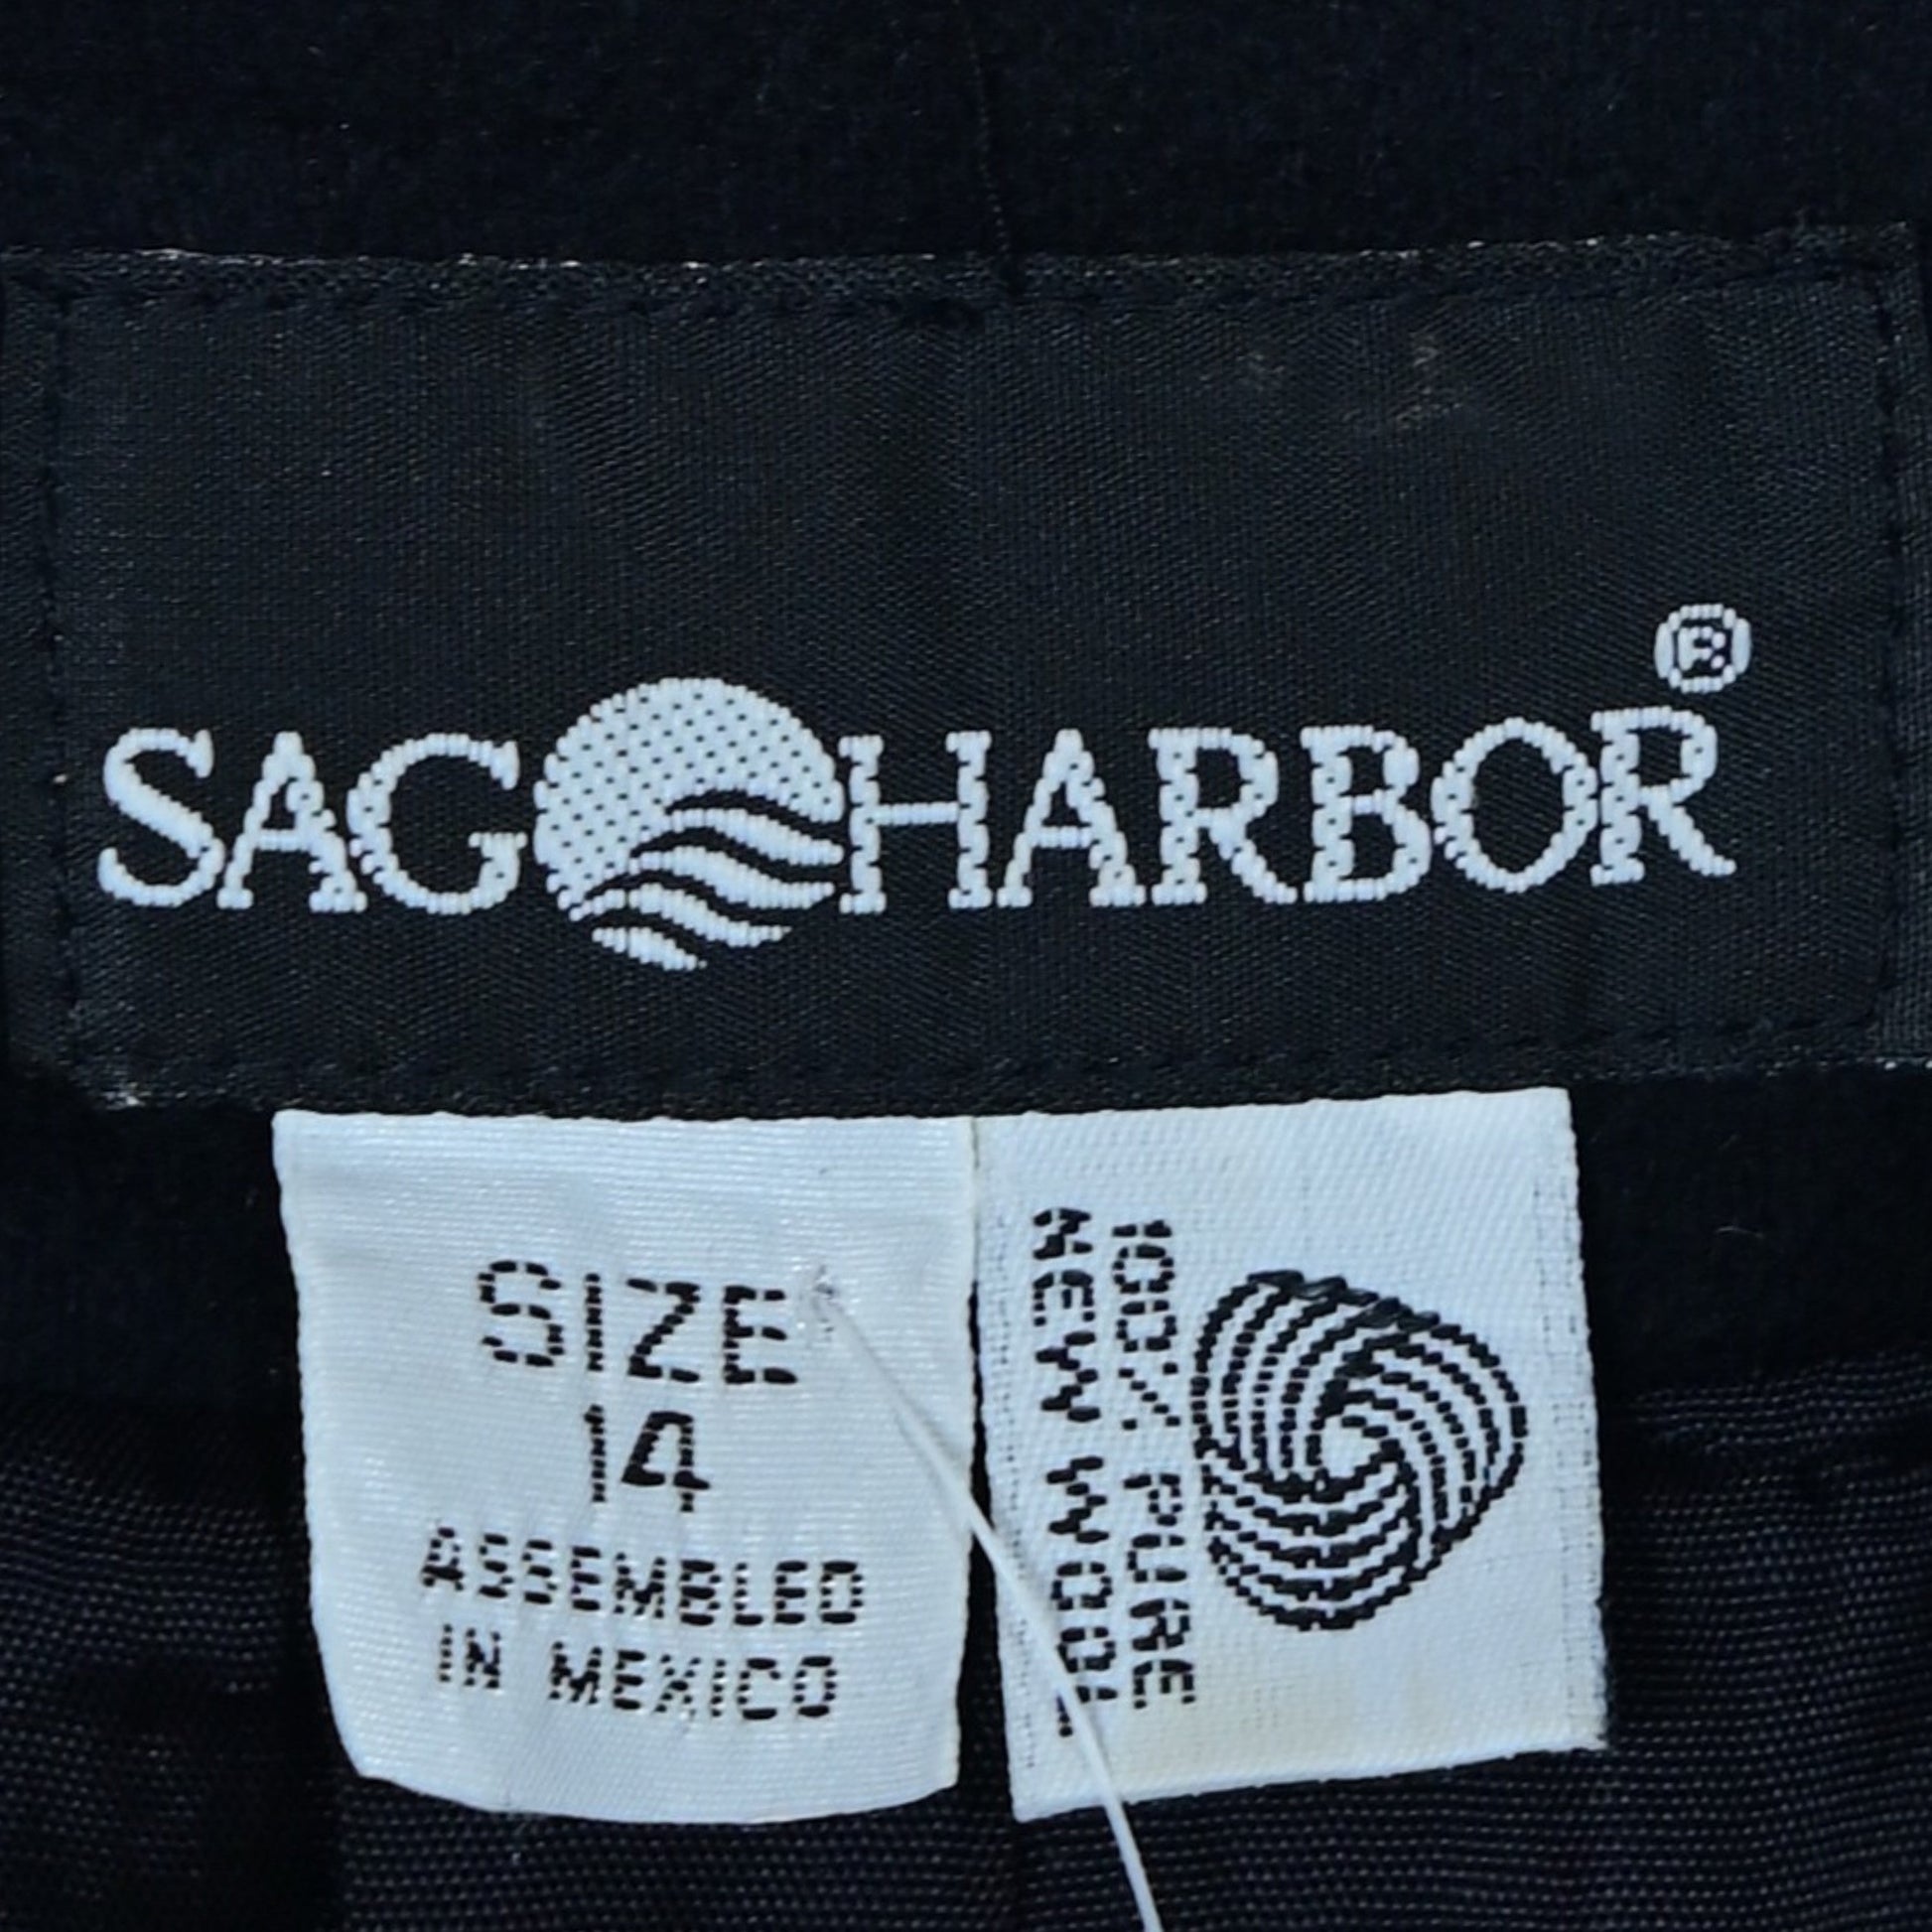 SAG HARBOR®
SIZE
14
ASSEMBLED
IN MEXICO
100% PURE
NEW WOOL